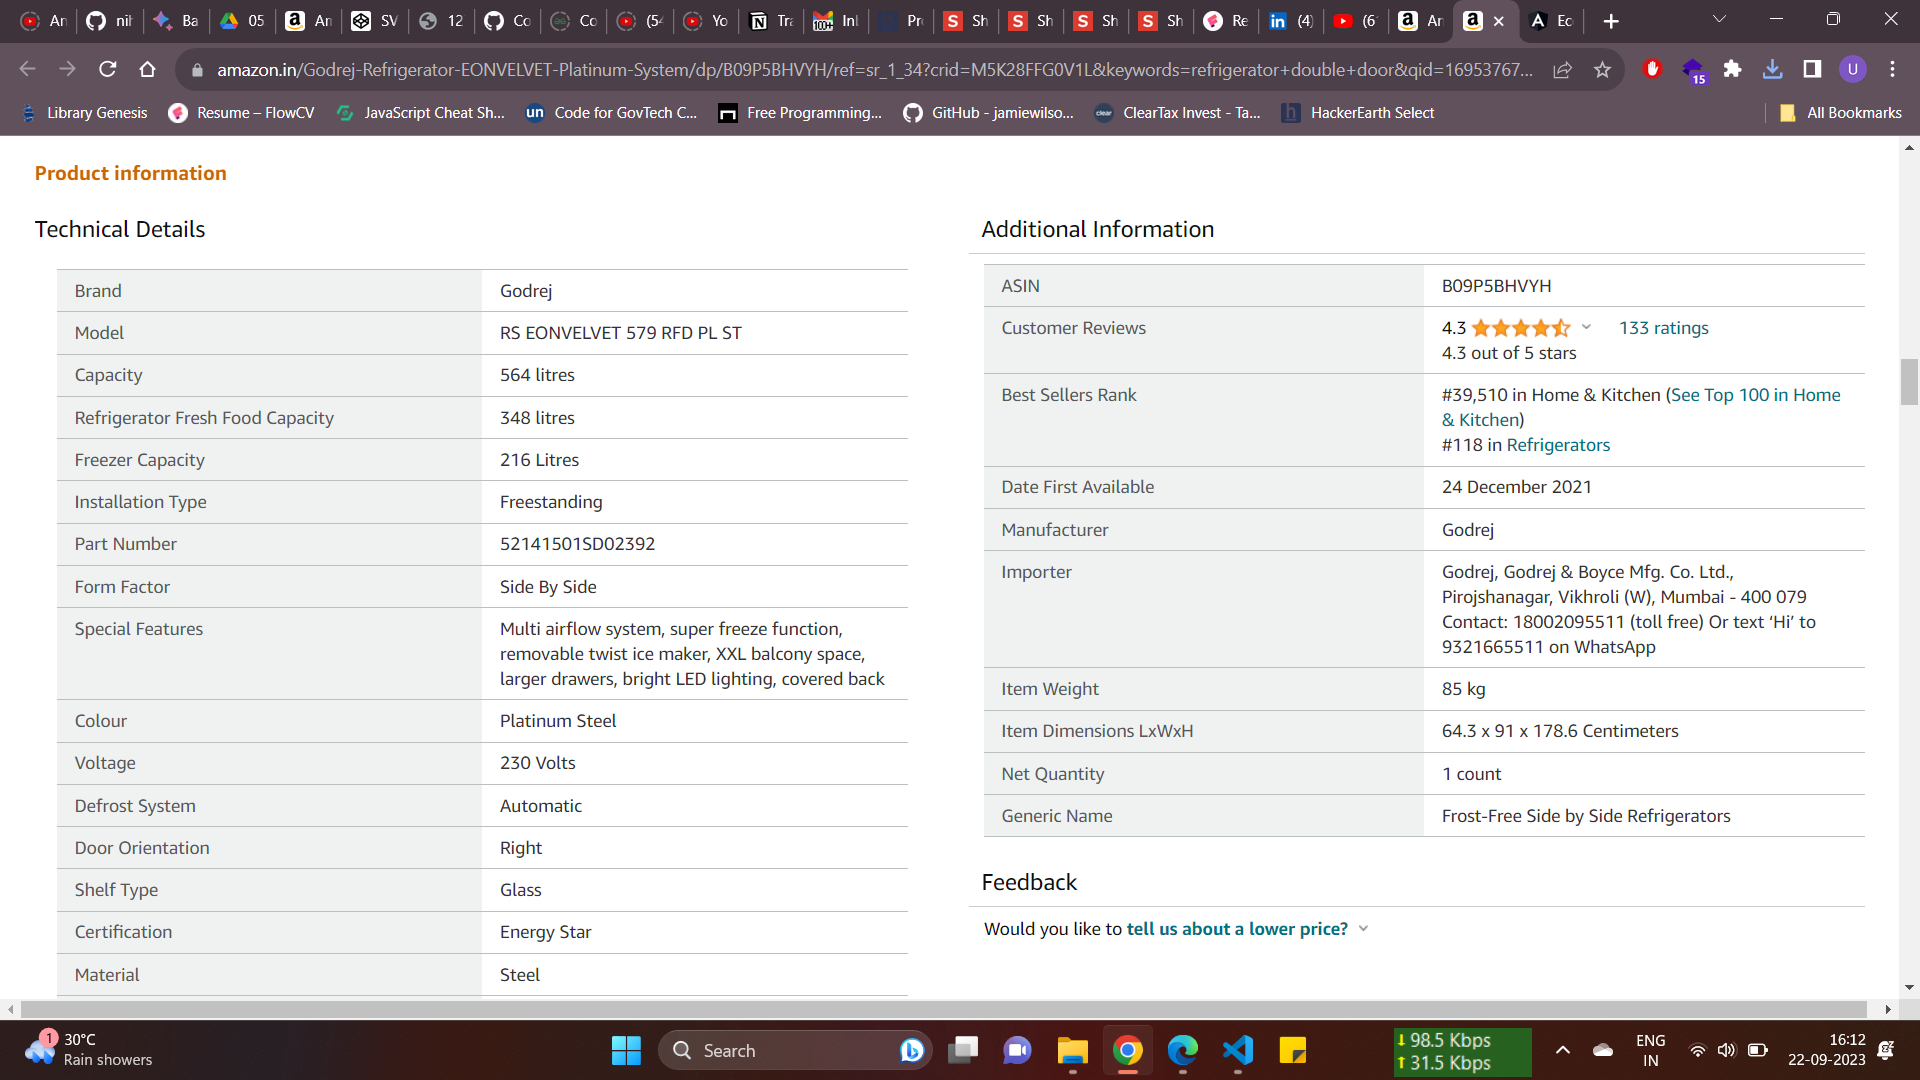 An
nil
Ba
05
An
SV
12
Co
Co
(54
Yo
Tra
100+
Inl
Pr
Sh
Sh
Sh
Sh
Re
(4)
(6
An
Ec
amazon.in/Godrej-Refrigerator-EONVELVET-Platinum-System/dp/B09P5BHVYH/ref=sr_1_34?crid=M5K28FFG0V1L&keywords=refrigerator+double+door&qid=16953767...
15
U
Library Genesis
Resume – FlowCV
JavaScript Cheat Sh...
un Code for GovTech C...
Free Programming...
GitHub - jamiewilso...
clear ClearTax Invest - Ta...
h HackerEarth Select
All Bookmarks
Product information
Technical Details
Brand Godrej
Model RS EONVELVET 579 RFD PL ST
Capacity 564 litres
Refrigerator Fresh Food Capacity 348 litres
Freezer Capacity 216 Litres
Installation Type Freestanding
Part Number 52141501SD02392
Form Factor Side By Side
Special Features Multi airflow system, super freeze function,
removable twist ice maker, XXL balcony space,
larger drawers, bright LED lighting, covered back
Colour Platinum Steel
Voltage 230 Volts
Defrost System Automatic
Door Orientation Right
Shelf Type Glass
Certification Energy Star
Material Steel
Additional Information
ASIN B09P5BHVYH
Customer Reviews 4.3 133 ratings
4.3 out of 5 stars
Best Sellers Rank #39,510 in Home & Kitchen (See Top 100 in Home
& Kitchen)
#118 in Refrigerators
Date First Available 24 December 2021
Manufacturer Godrej
Importer Godrej, Godrej & Boyce Mfg. Co. Ltd.,
Pirojshanagar, Vikhroli (W), Mumbai - 400 079
Contact: 18002095511 (toll free) Or text ‘Hi’ to
9321665511 on WhatsApp
Item Weight 85 kg
Item Dimensions LxWxH 64.3 x 91 x 178.6 Centimeters
Net Quantity 1 count
Generic Name Frost-Free Side by Side Refrigerators
Feedback
Would you like to tell us about a lower price?
1
30°C
Rain showers
Search
98.5 Kbps
31.5 Kbps
ENG
IN
16:12
22-09-2023